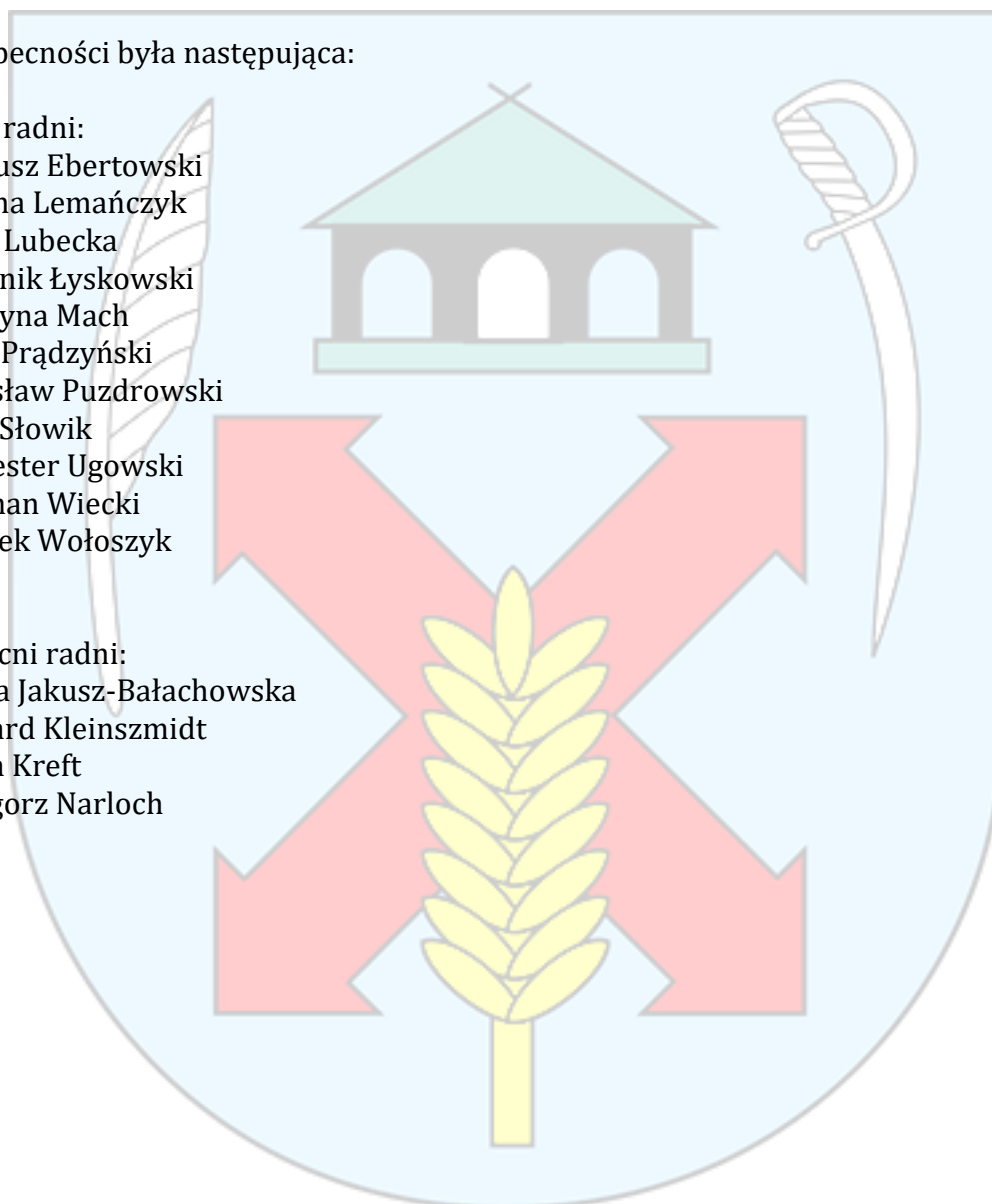 becności była następująca:
radni:
usz Ebertowski
na Lemańczyk
Lubecka
nik Łyskowski
yna Mach
Prądzyński
sław Puzdrowski
Słowik
ester Ugowski
nan Wiecki
ek Wołoszyk
cni radni:
a Jakusz-Bałachowska
ard Kleinszmidt
Kreft
gorz Narloch